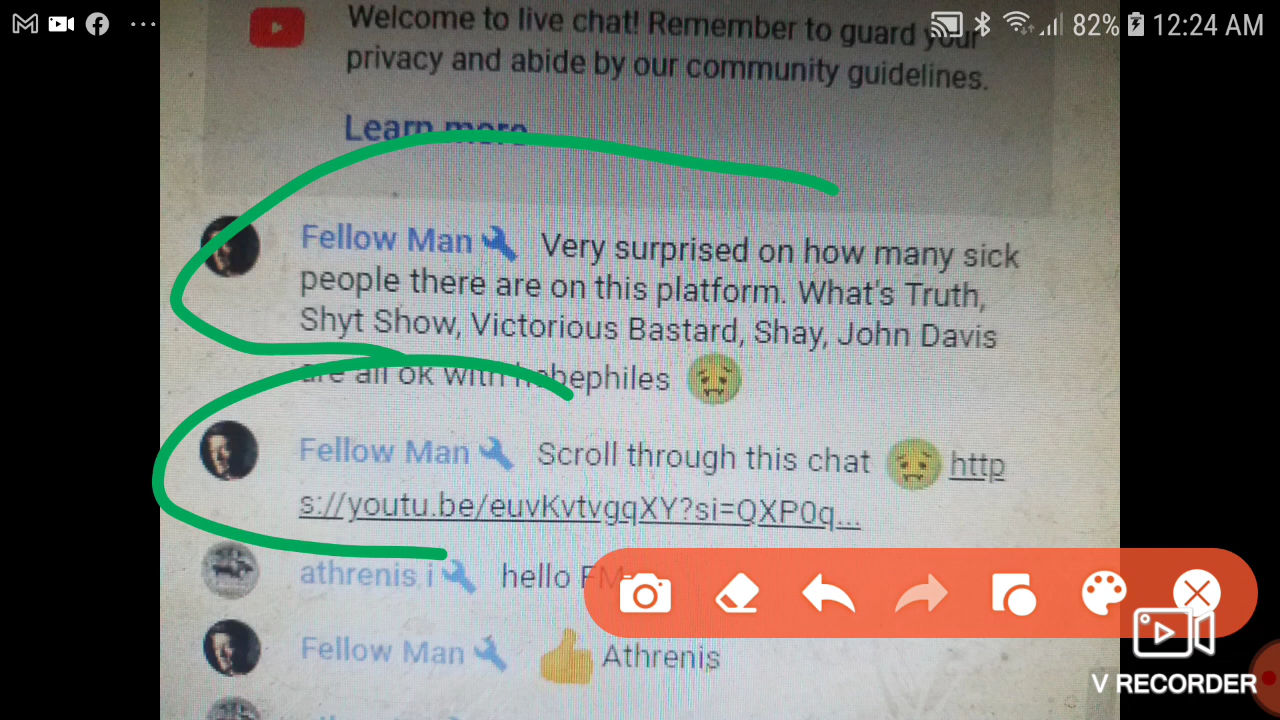 82% 12:24 AM
Welcome to live chat! Remember to guard your
privacy and abide by our community guidelines.
Learn more
Fellow Man Very surprised on how many sick
people there are on this platform. What's Truth,
Shyt Show, Victorious Bastard, Shay, John Davis
are all ok with hebephiles
Fellow Man Scroll through this chat http
s://youtu.be/euvKvtvgqXY?si=QXP0q...
athrenis i hello FM
Fellow Man Athrenis
V RECORDER